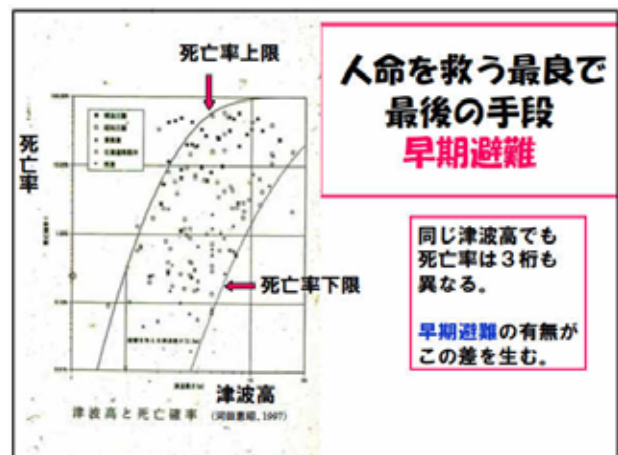 人命を救う最良で
最後の手段
早期避難
死亡率上限
死亡率
死亡率下限
同じ津波高でも
死亡率は３桁も
異なる。
早期避難の有無が
この差を生む。
津波高
津波高と死亡確率
(河田惠昭、1997)